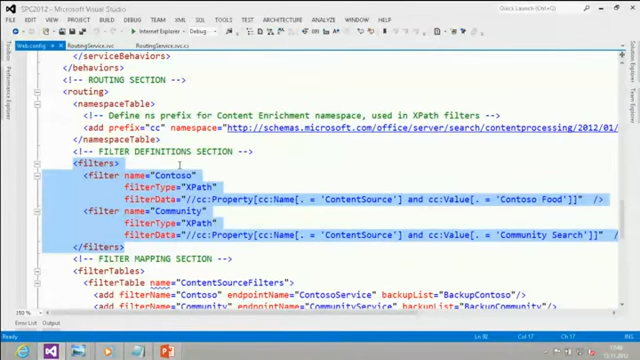 SPC2012 - Microsoft Visual Studio
Quick Launch (Ctrl+Q)
FILE EDIT VIEW PROJECT BUILD DEBUG TEAM SQL TOOLS TEST ARCHITECTURE ANALYZE WINDOW HELP
Internet Explorer Debug
Web.config RoutingService.svc RoutingService.svc.cs
Performance Explorer
Solution Explorer
Team Explorer
</serviceBehaviors>
</behaviors>
<!-- ROUTING SECTION -->
<routing>
<namespaceTable>
<!-- Define ns prefix for Content Enrichment namespace, used in XPath filters
<add prefix="cc" namespace="http://schemas.microsoft.com/office/server/search/contentprocessing/2012/01/
</namespaceTable>
<!-- FILTER DEFINITIONS SECTION -->
<filters>
<filter name="Contoso"
filterType="XPath"
filterData="//cc:Property[cc:Name[. = 'ContentSource'] and cc:Value[. = 'Contoso Food']]" />
<filter name="Community"
filterType="XPath"
filterData="//cc:Property[cc:Name[. = 'ContentSource'] and cc:Value[. = 'Community Search']]" /
</filters>
<!-- FILTER MAPPING SECTION -->
<filterTables>
<filterTable name="ContentSourceFilters">
<add filterName="Contoso" endpointName="ContosoService" backupList="BackupContoso"/>
<add filterName="Community" endpointName="CommunityService" backupList="BackupCommunity"/>
Error List Output
Ready Ch 17 INS